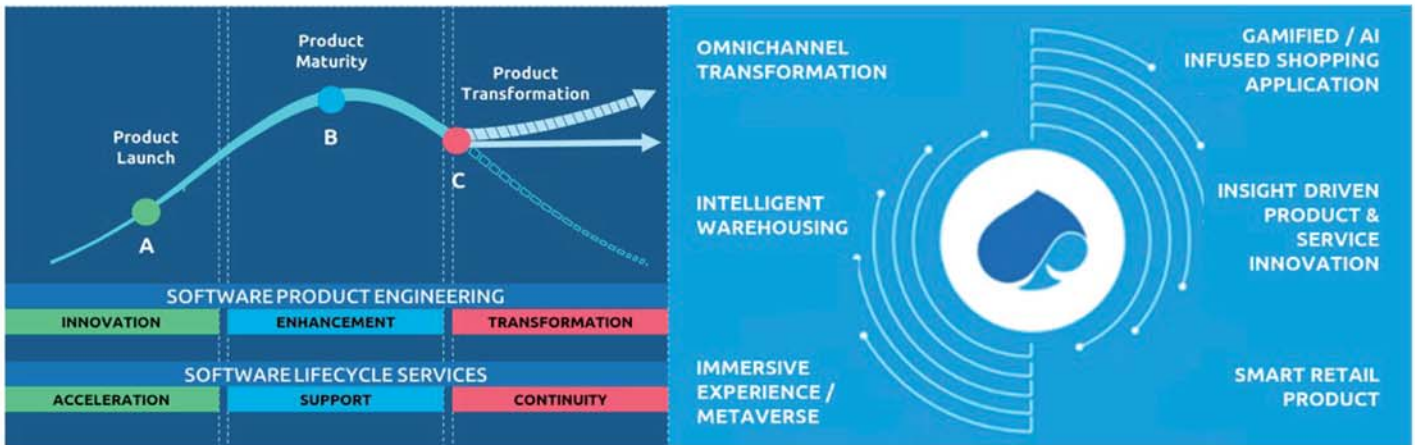 Product
Maturity
Product
Transformation
Product
Launch
B
C
A
SOFTWARE PRODUCT ENGINEERING
INNOVATION
ENHANCEMENT
TRANSFORMATION
SOFTWARE LIFECYCLE SERVICES
ACCELERATION
SUPPORT
CONTINUITY
OMNICHANNEL
TRANSFORMATION
GAMIFIED / AI
INFUSED SHOPPING
APPLICATION
INTELLIGENT
WAREHOUSING
INSIGHT DRIVEN
PRODUCT &
SERVICE
INNOVATION
IMMERSIVE
EXPERIENCE /
METAVERSE
SMART RETAIL
PRODUCT